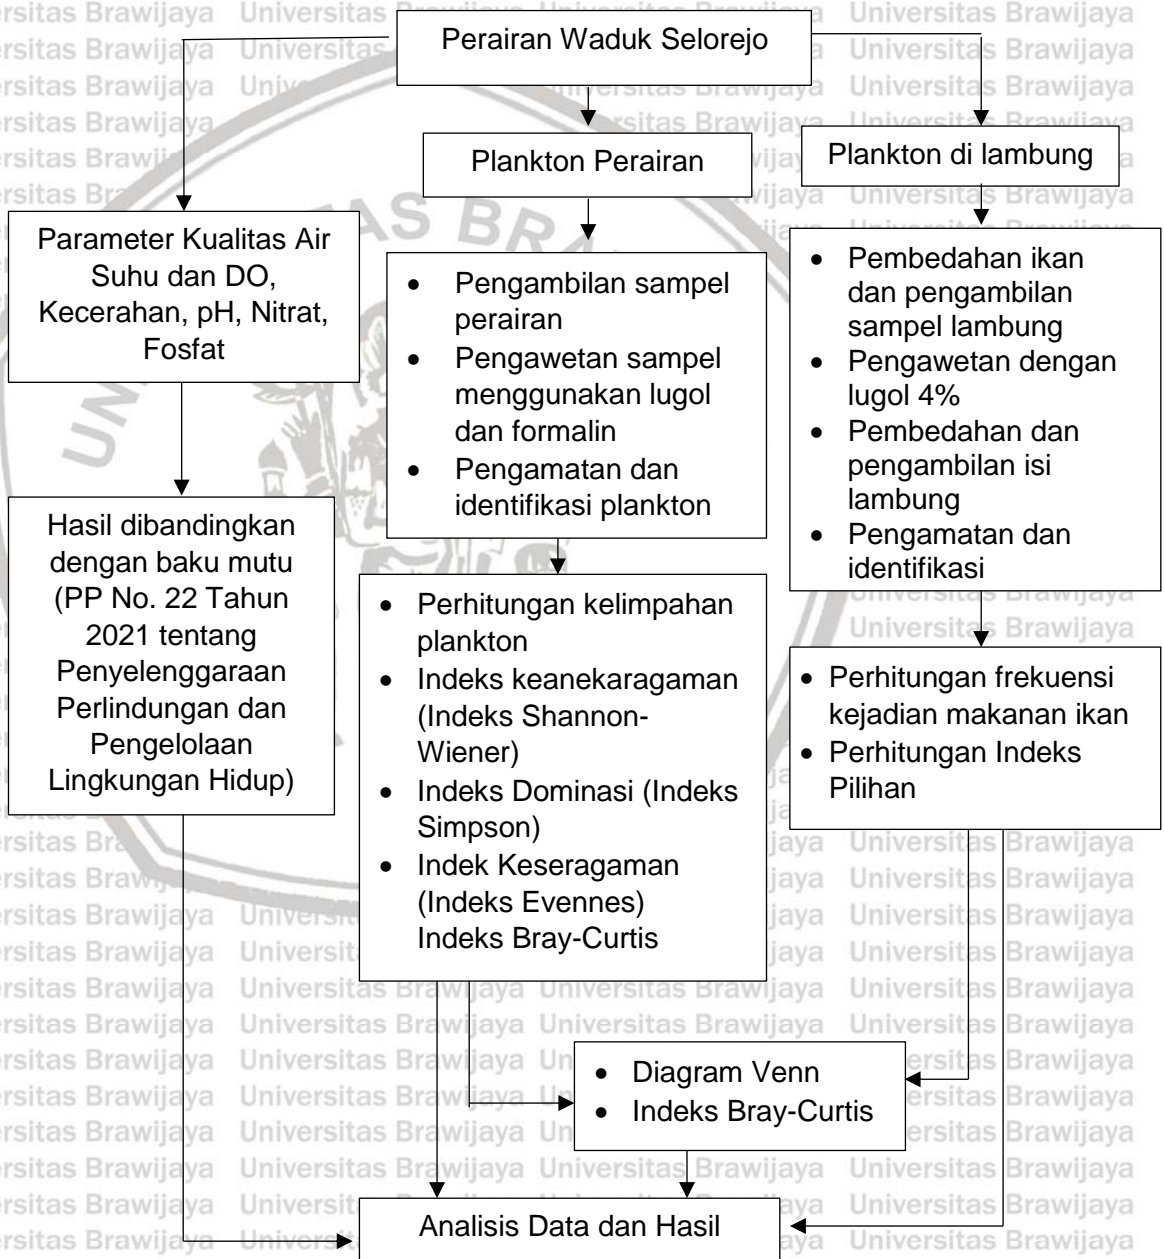 Perairan Waduk Selorejo
Plankton Perairan
Plankton di lambung
Parameter Kualitas Air
Suhu dan DO,
Kecerahan, pH, Nitrat,
Fosfat
• Pengambilan sampel
perairan
• Pengawetan sampel
menggunakan lugol
dan formalin
• Pengamatan dan
identifikasi plankton
• Pembedahan ikan
dan pengambilan
sampel lambung
• Pengawetan dengan
lugol 4%
• Pembedahan dan
pengambilan isi
lambung
• Pengamatan dan
identifikasi
Hasil dibandingkan
dengan baku mutu
(PP No. 22 Tahun
2021 tentang
Penyelenggaraan
Perlindungan dan
Pengelolaan
Lingkungan Hidup)
• Perhitungan kelimpahan
plankton
• Indeks keanekaragaman
(Indeks Shannon-
Wiener)
• Indeks Dominasi (Indeks
Simpson)
• Indek Keseragaman
(Indeks Evennes)
Indeks Bray-Curtis
• Perhitungan frekuensi
kejadian makanan ikan
• Perhitungan Indeks
Pilihan
• Diagram Venn
• Indeks Bray-Curtis
Analisis Data dan Hasil
Universitas Brawijaya